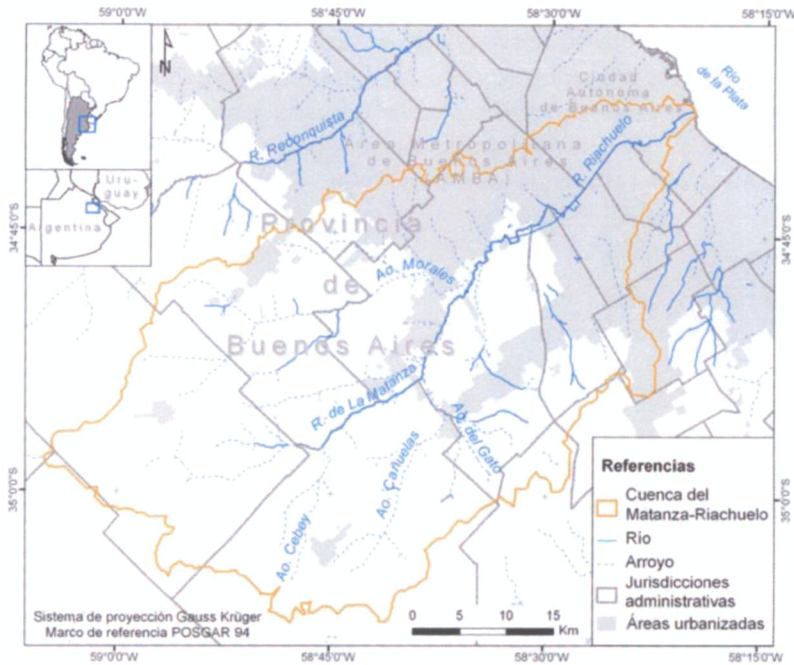 59°0'0"W
58°45'0"W
58°30'0"W
58°15'0"W
N
Uru-
guay
Argentina
34°45'0"S
35°0'0"S
R. Reconquista
Ciudad
Autónoma
de Buenos Aires
Río
de la Plata
Área Metropolitana
de Buenos Aires
(AMBA)
R. Riachuelo
Provincia
de
Buenos Aires
Ao. Morales
R. de La Matanza
Ao. del Gato
Ao. Cañuelas
Ao. Cebey
34°45'0"S
35°0'0"S
Referencias
Cuenca del
Matanza-Riachuelo
Río
Arroyo
Jurisdicciones
administrativas
Áreas urbanizadas
Sistema de proyección Gauss Krüger
Marco de referencia POSGAR 94
0 5 10 15
Km
59°0'0"W
58°45'0"W
58°30'0"W
58°15'0"W